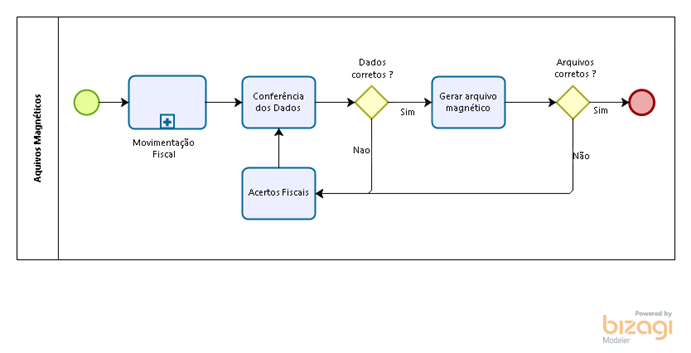 Aquivos Magnéticos
Movimentação
Fiscal
Conferência
dos Dados
Dados
corretos ?
Sim
Nao
Gerar arquivo
magnético
Arquivos
corretos ?
Sim
Não
Acertos Fiscais
Powered by
bizagi
Modeler